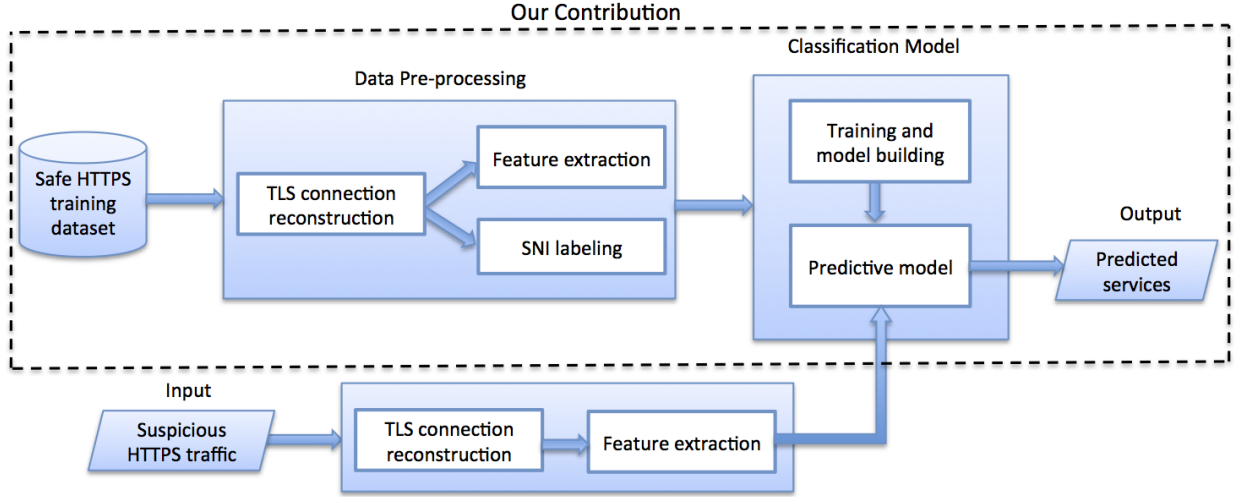 Our Contribution
Classification Model
Data Pre-processing
Safe HTTPS
training
dataset
TLS connection
reconstruction
Feature extraction
SNI labeling
Training and
model building
Predictive model
Output
Predicted
services
Input
Suspicious
HTTPS traffic
TLS connection
reconstruction
Feature extraction